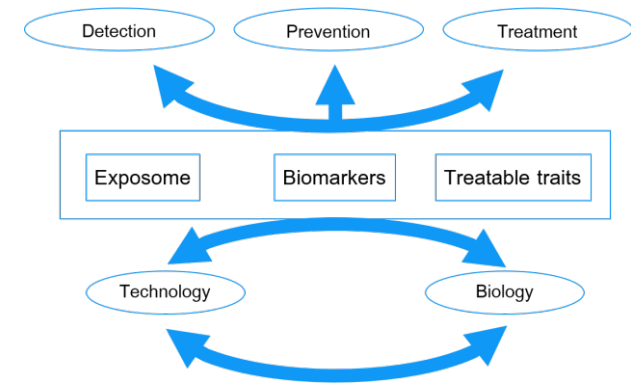 Detection
Prevention
Treatment
Exposome
Biomarkers
Treatable traits
Technology
Biology